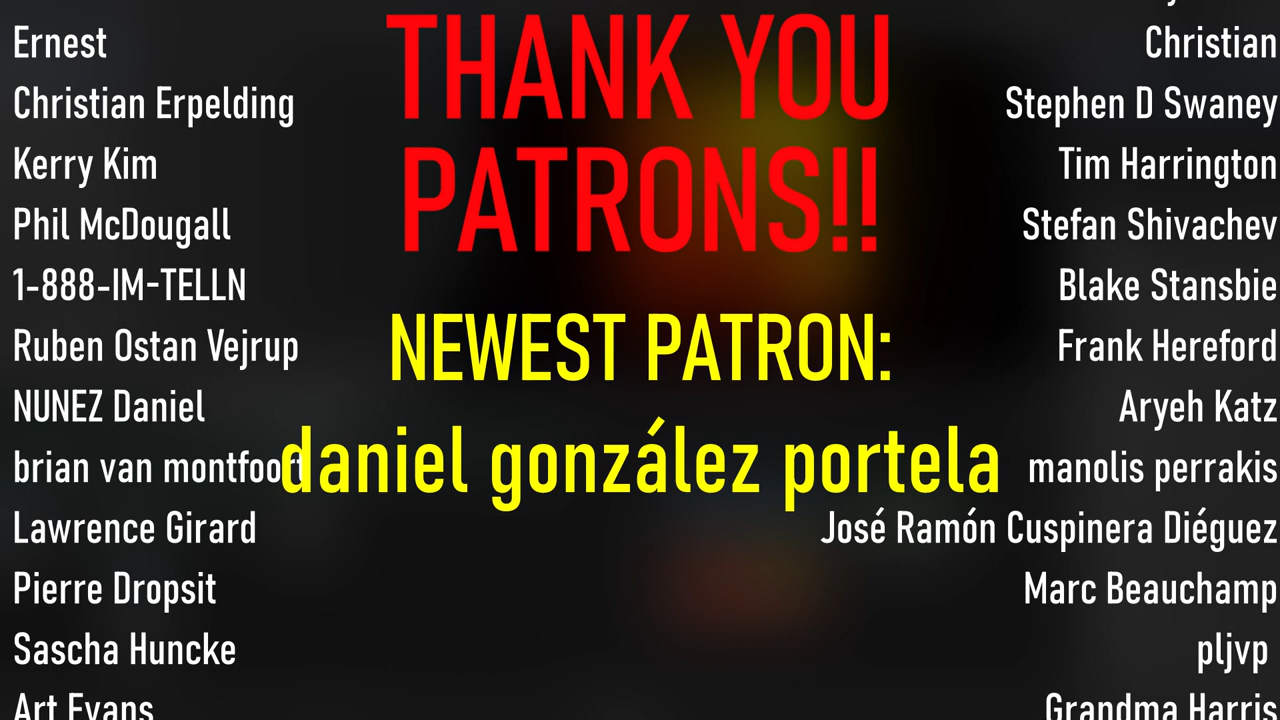 Ernest
Christian Erpelding
Kerry Kim
Phil McDougall
1-888-IM-TELLN
Ruben Ostan Vejrup
NUNEZ Daniel
brian van montfoort
Lawrence Girard
Pierre Dropsit
Sascha Huncke
Art Evans
THANK YOU
PATRONS!!
NEWEST PATRON:
daniel gonzález portela
Christian
Stephen D Swaney
Tim Harrington
Stefan Shivachev
Blake Stansbie
Frank Hereford
Aryeh Katz
manolis perrakis
José Ramón Cuspinera Diéguez
Marc Beauchamp
pljvp
Grandma Harris